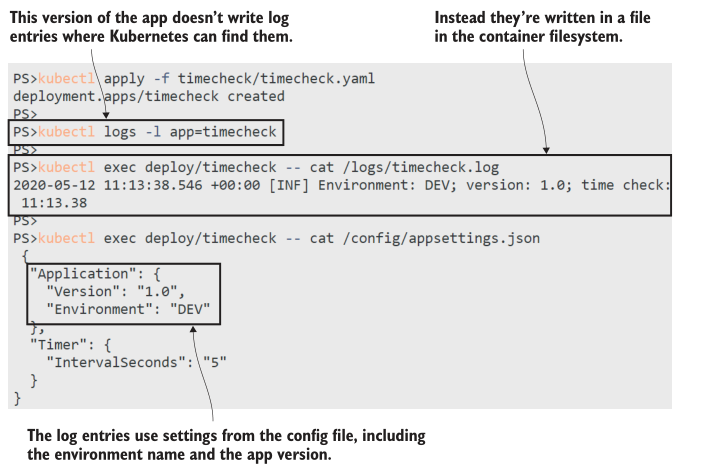 This version of the app doesn't write log
entries where Kubernetes can find them.
Instead they're written in a file
in the container filesystem.
PS>kubectl apply -f timecheck/timecheck.yaml
deployment.apps/timecheck created
PS>
PS>kubectl logs -l app=timecheck
PS>
PS>kubectl exec deploy/timecheck -- cat /logs/timecheck.log
2020-05-12 11:13:38.546 +00:00 [INF] Environment: DEV; version: 1.0; time check:
 11:13.38
PS>
PS>kubectl exec deploy/timecheck -- cat /config/appsettings.json
 {
  "Application": {
    "Version": "1.0",
    "Environment": "DEV"
  },
  "Timer": {
    "IntervalSeconds": "5"
  }
}
The log entries use settings from the config file, including
the environment name and the app version.